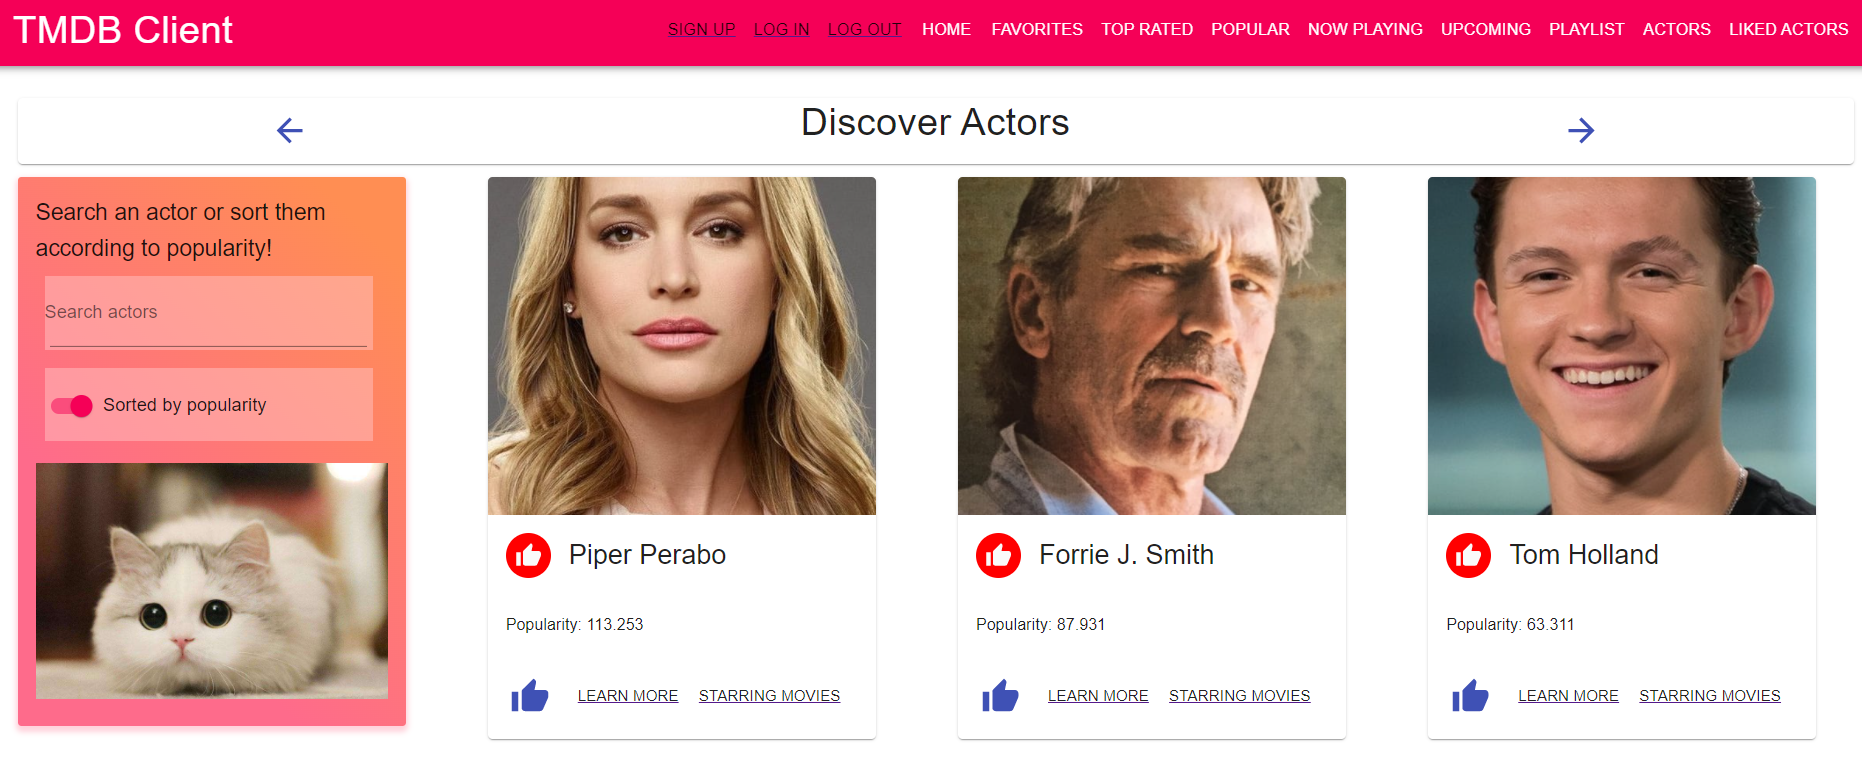 TMDB Client
SIGN UP LOG IN LOG OUT HOME FAVORITES TOP RATED POPULAR NOW PLAYING UPCOMING PLAYLIST ACTORS LIKED ACTORS
Discover Actors
Search an actor or sort them
according to popularity!
Search actors
Sorted by popularity
Piper Perabo
Popularity: 113.253
LEARN MORE STARRING MOVIES
Forrie J. Smith
Popularity: 87.931
LEARN MORE STARRING MOVIES
Tom Holland
Popularity: 63.311
LEARN MORE STARRING MOVIES